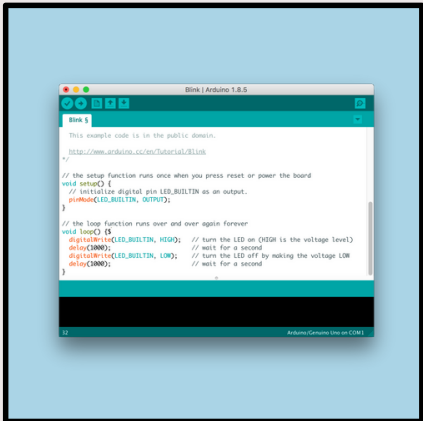 Blink | Arduino 1.8.5
Blink §
This example code is in the public domain.
http://www.arduino.cc/en/Tutorial/Blink
*/
// the setup function runs once when you press reset or power the board
void setup() {
// initialize digital pin LED_BUILTIN as an output.
pinMode(LED_BUILTIN, OUTPUT);
}
// the loop function runs over and over again forever
void loop() {$
digitalWrite(LED_BUILTIN, HIGH);   // turn the LED on (HIGH is the voltage level)
delay(1000);                       // wait for a second
digitalWrite(LED_BUILTIN, LOW);    // turn the LED off by making the voltage LOW
delay(1000);                       // wait for a second
}
32 Arduino/Genuino Uno on COM1